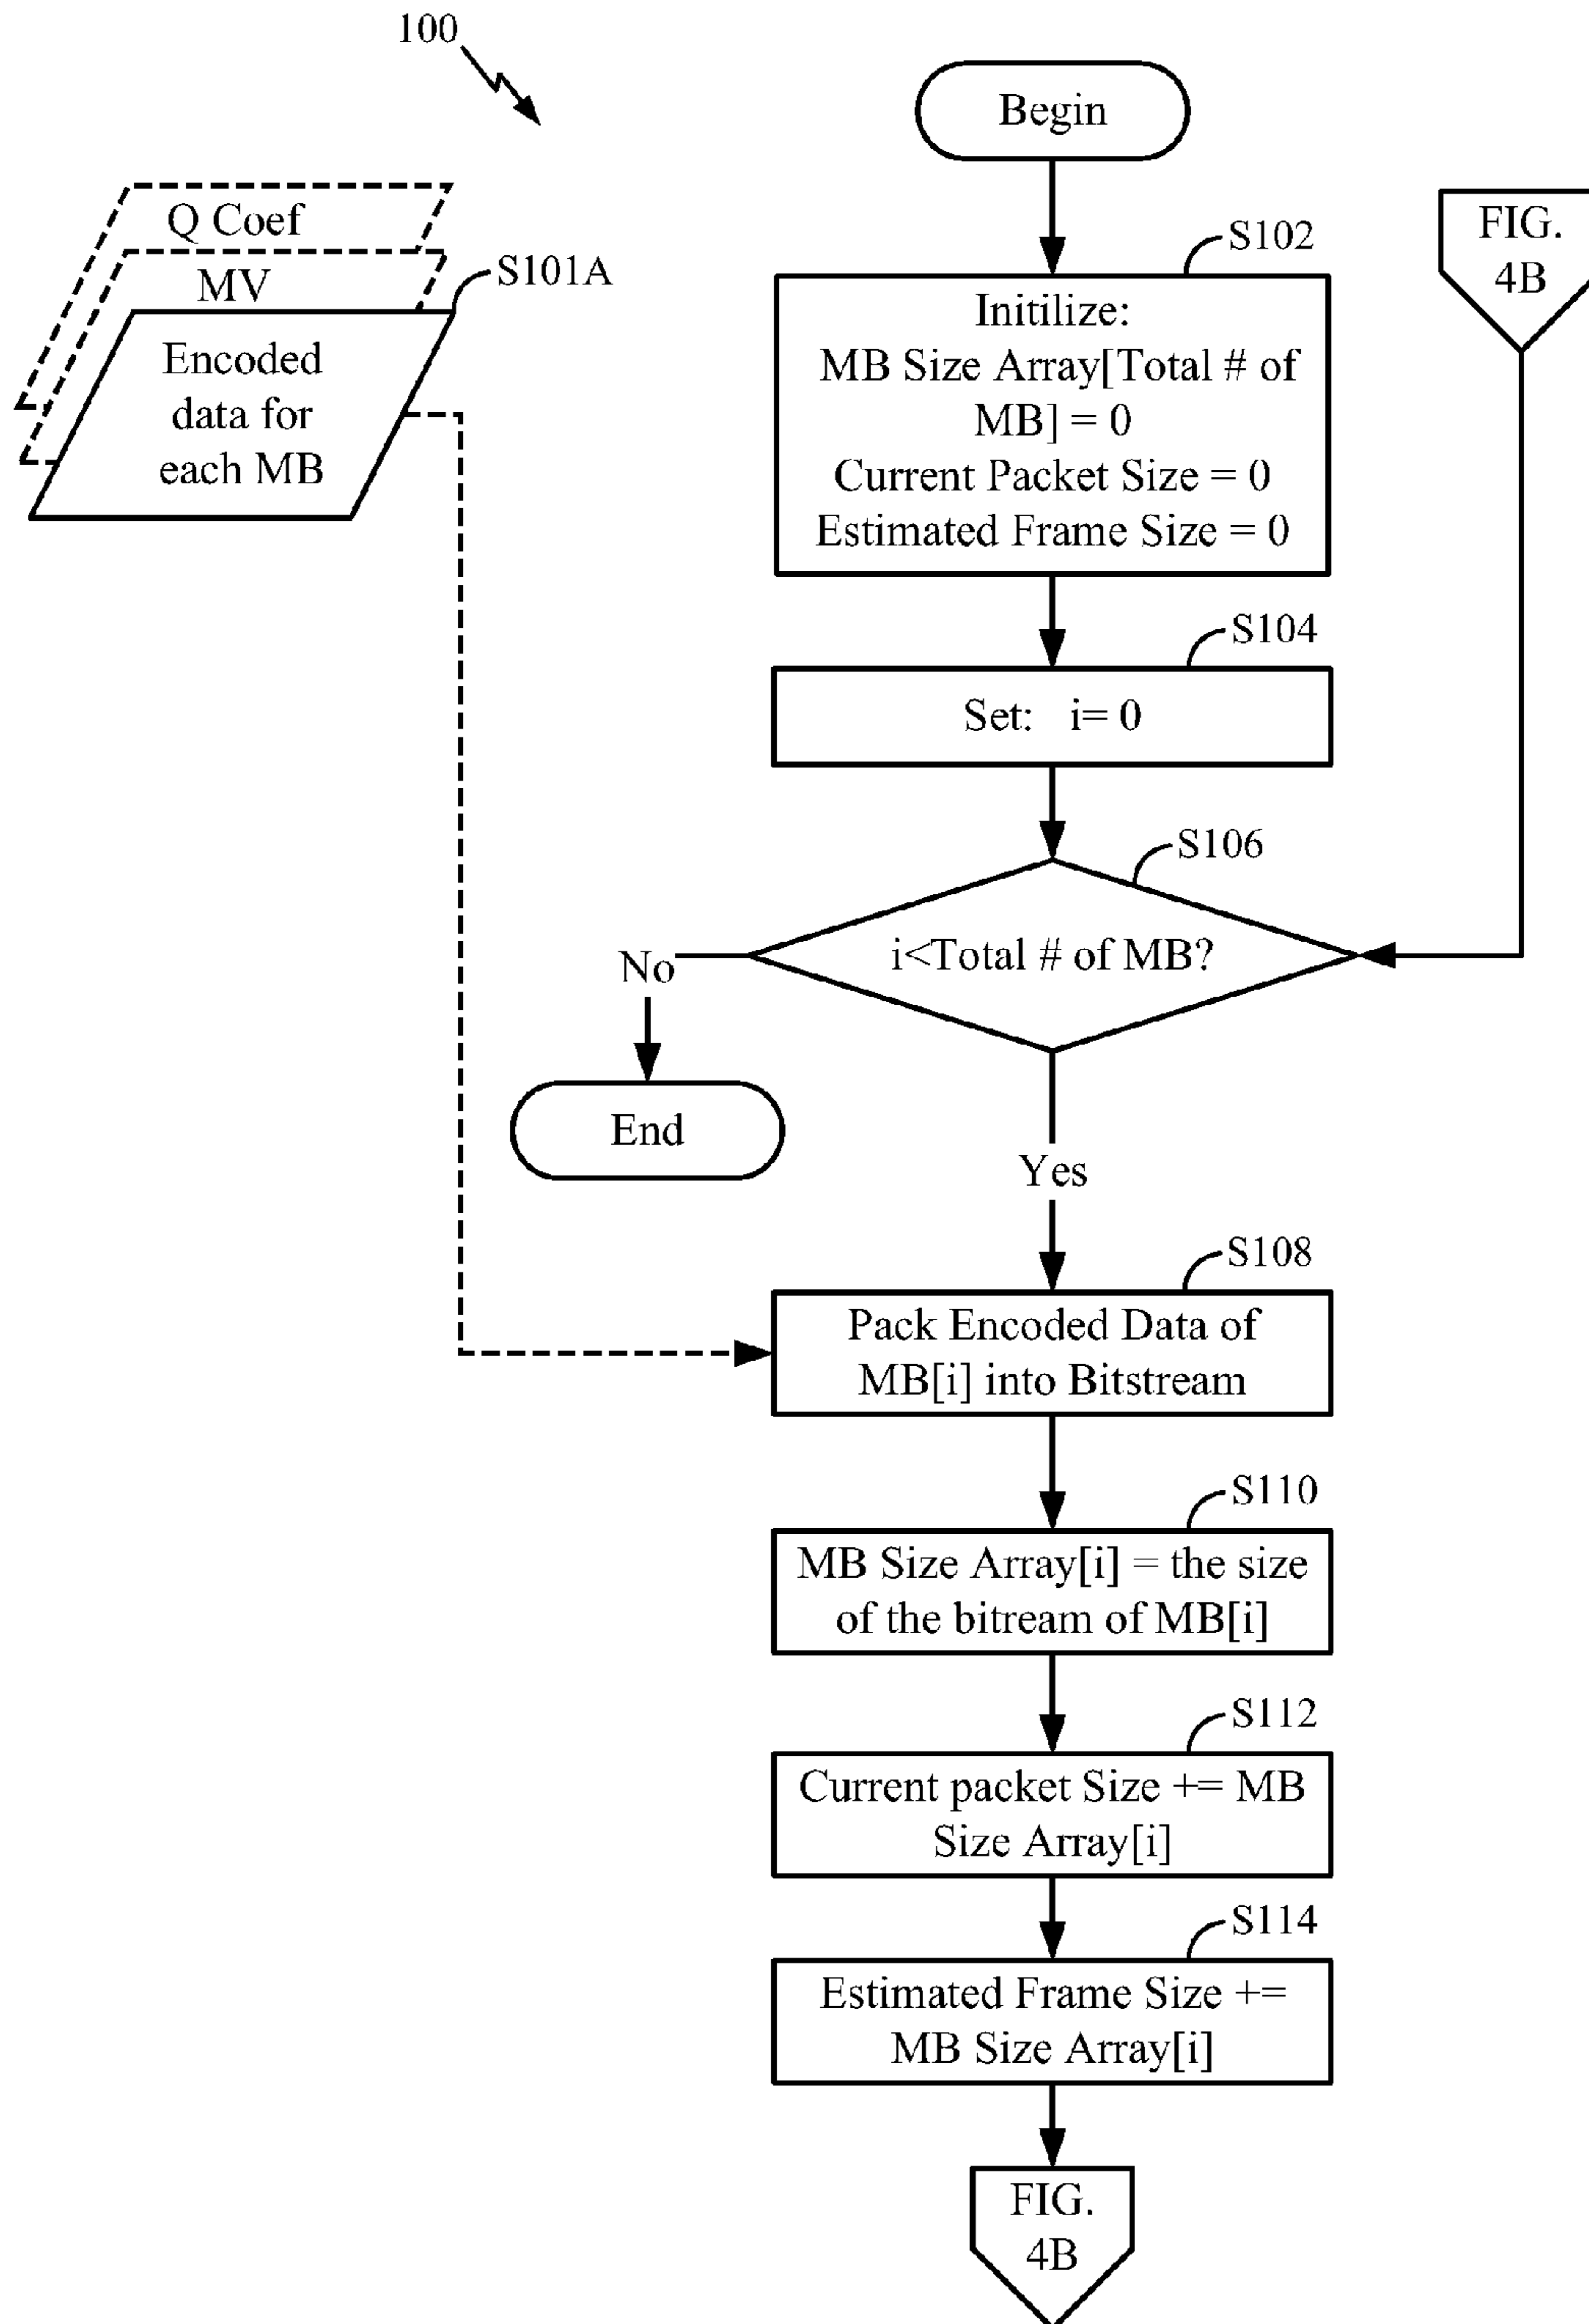 100
Begin
Q Coef
MV
S101A
Encoded
data for
each MB
FIG.
4B
S102
Initilize:
MB Size Array[Total # of
MB] = 0
Current Packet Size = 0
Estimated Frame Size = 0
S104
Set: i= 0
S106
i<Total # of MB?
No
End
Yes
S108
Pack Encoded Data of
MB[i] into Bitstream
S110
MB Size Array[i] = the size
of the bitream of MB[i]
S112
Current packet Size += MB
Size Array[i]
S114
Estimated Frame Size +=
MB Size Array[i]
FIG.
4B